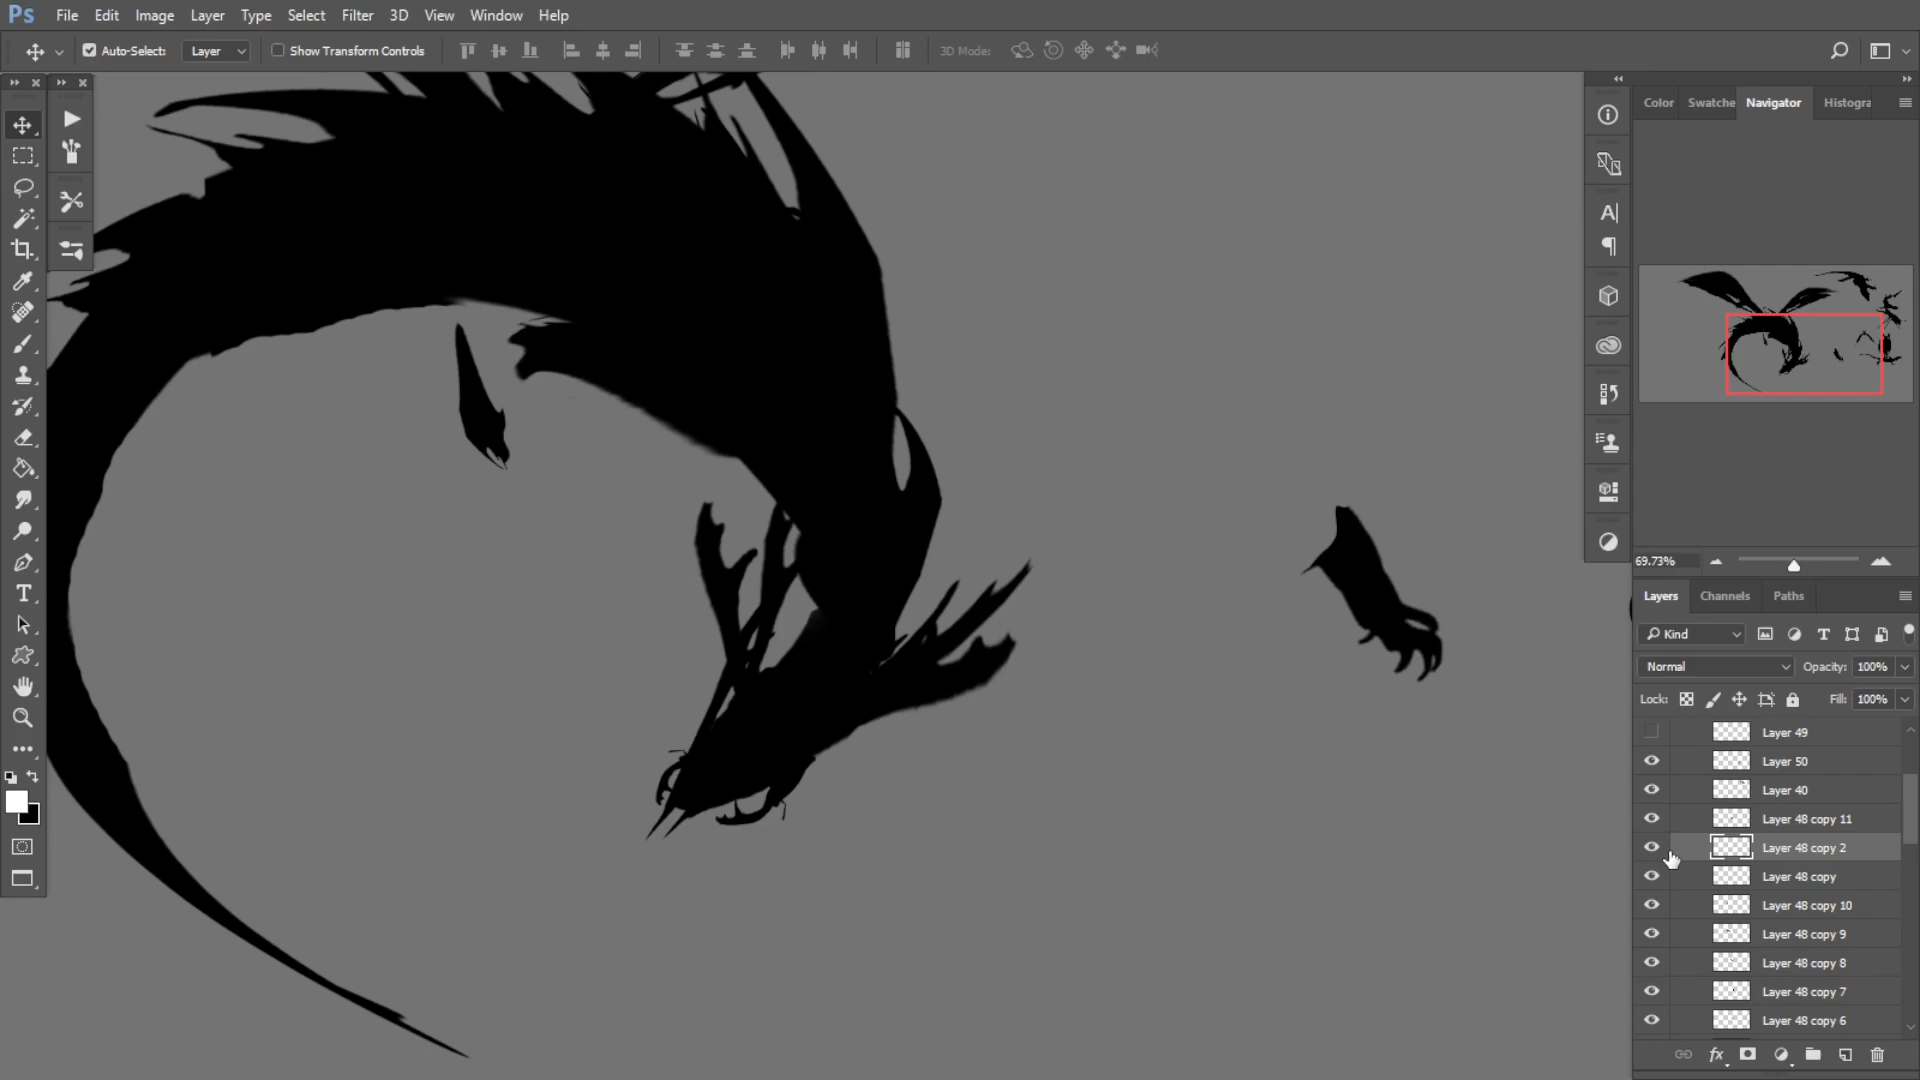 Ps File Edit Image Layer Type Select Filter 3D View Window Help
Auto-Select: Layer Show Transform Controls 3D Mode:
Color Swatche Navigator Histogra
69.73%
Layers Channels Paths
Kind
Normal Opacity: 100%
Lock: Fill: 100%
Layer 49
Layer 50
Layer 40
Layer 48 copy 11
Layer 48 copy 2
Layer 48 copy
Layer 48 copy 10
Layer 48 copy 9
Layer 48 copy 8
Layer 48 copy 7
Layer 48 copy 6